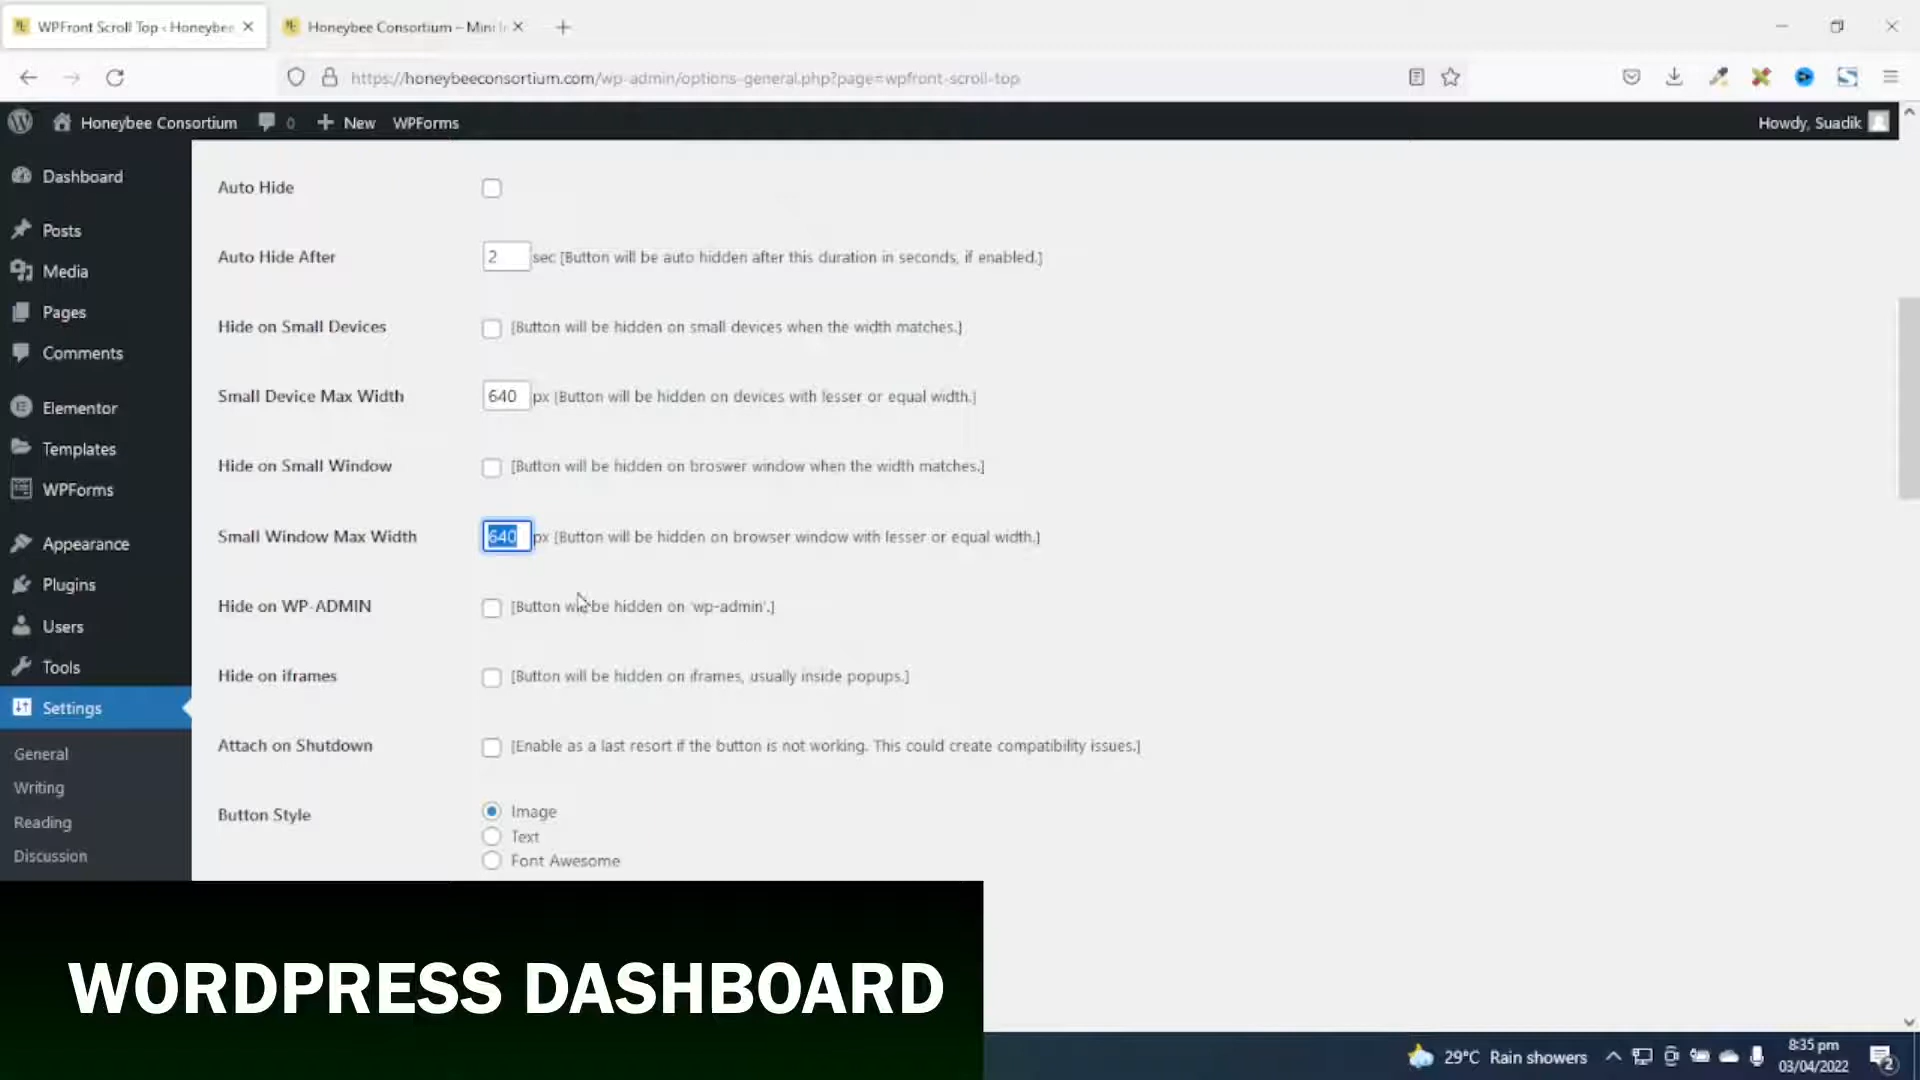 WPFront Scroll Top ‹ Honeybee
Honeybee Consortium – Mini I
https://honeybeeconsortium.com/wp-admin/options-general.php?page=wpfront-scroll-top
Honeybee Consortium
0
New
WPForms
Howdy, Suadik
Dashboard
Posts
Media
Pages
Comments
Elementor
Templates
WPForms
Appearance
Plugins
Users
Tools
Settings
General
Writing
Reading
Discussion
Auto Hide
Auto Hide After
2 sec [Button will be auto hidden after this duration in seconds, if enabled.]
Hide on Small Devices
[Button will be hidden on small devices when the width matches.]
Small Device Max Width
640 px [Button will be hidden on devices with lesser or equal width.]
Hide on Small Window
[Button will be hidden on broswer window when the width matches.]
Small Window Max Width
640 px [Button will be hidden on browser window with lesser or equal width.]
Hide on WP-ADMIN
[Button will be hidden on 'wp-admin'.]
Hide on iframes
[Button will be hidden on iframes, usually inside popups.]
Attach on Shutdown
[Enable as a last resort if the button is not working. This could create compatibility issues.]
Button Style
Image
Text
Font Awesome
WORDPRESS DASHBOARD
29°C Rain showers
8:35 pm
03/04/2022
2